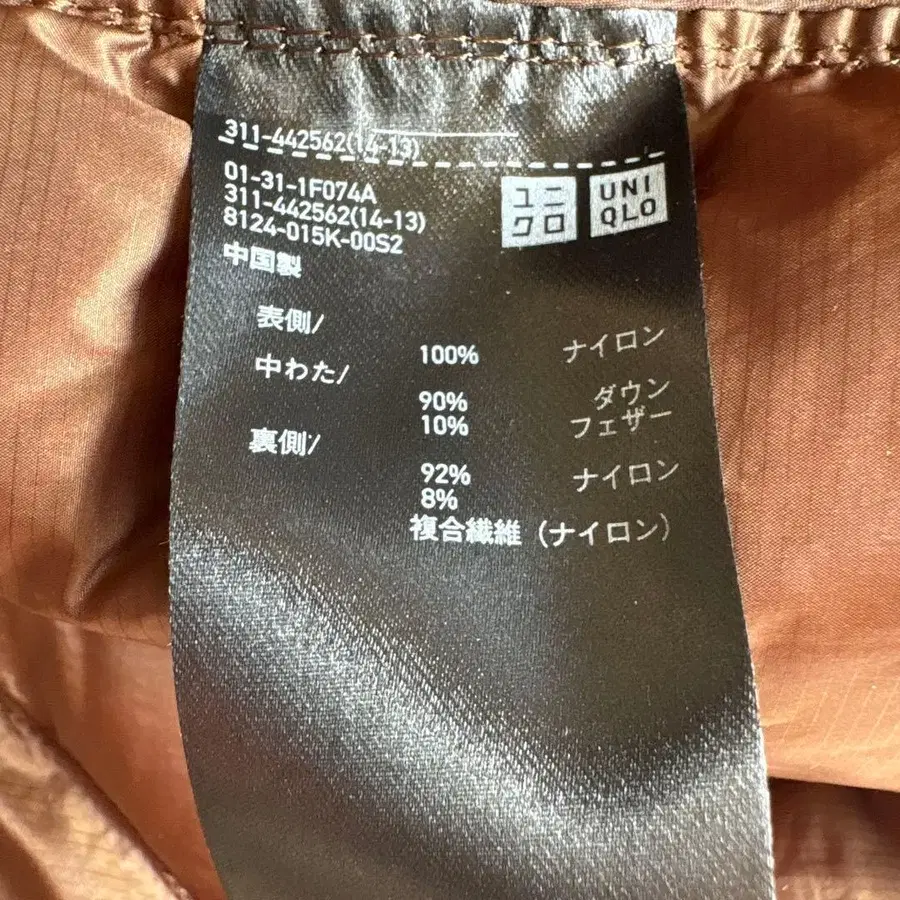 311-442562(14-13)
01-31-1F074A
311-442562(14-13)
8124-015K-00S2
中国製
ユニ
クロ
UNI
QLO
表側/
100% ナイロン
中わた/
90% ダウン
10% フェザー
裏側/
92% ナイロン
8%
複合繊維(ナイロン)